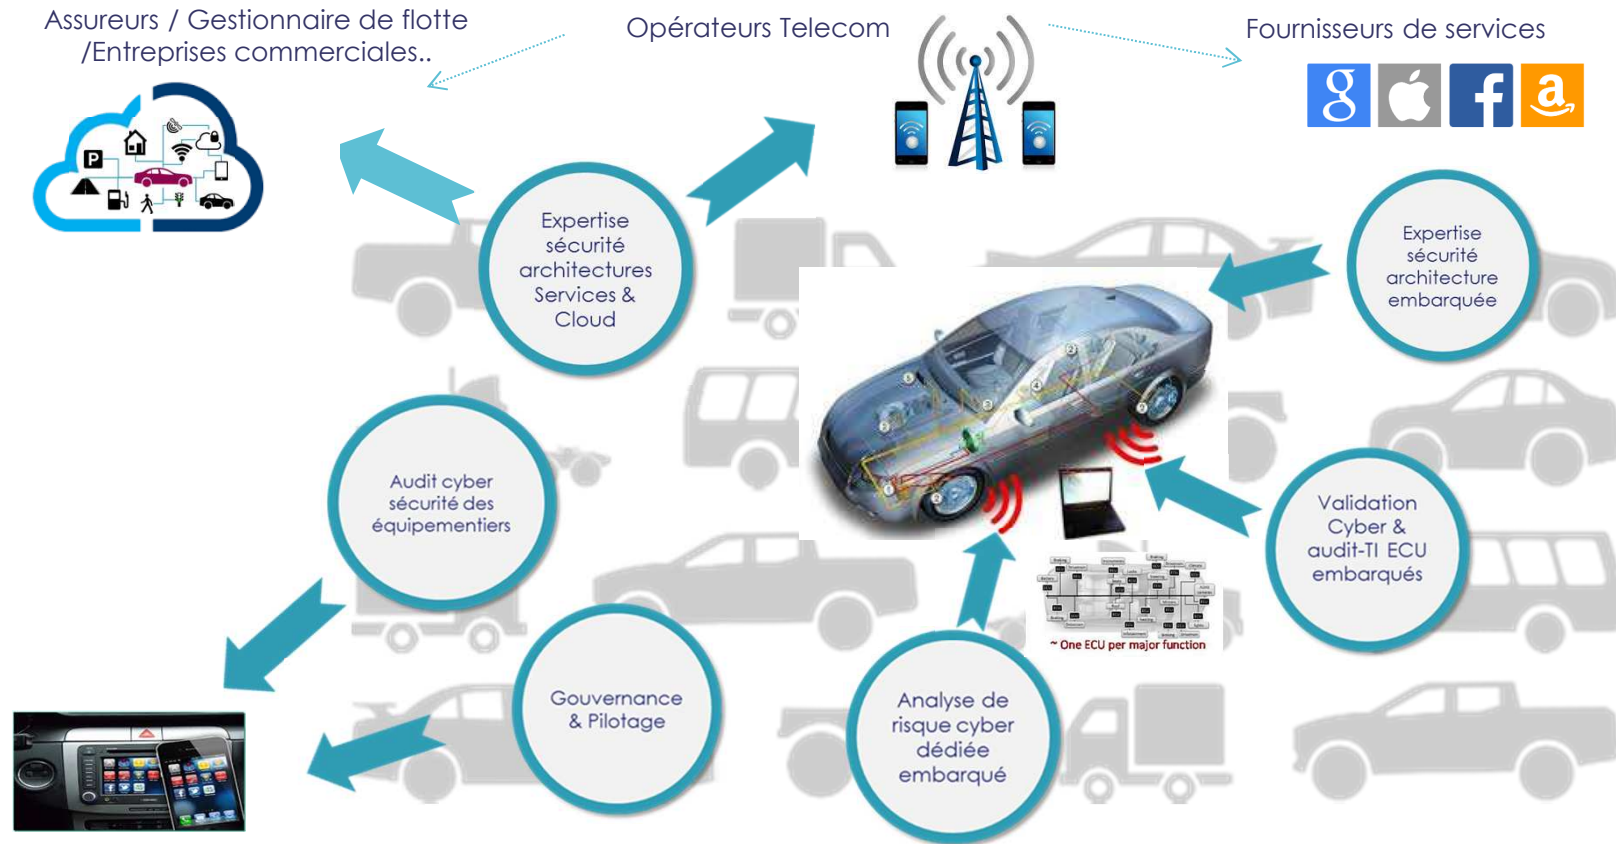 Assureurs / Gestionnaire de flotte
/Entreprises commerciales..
Opérateurs Telecom
Fournisseurs de services
g
f
a
P
Expertise
sécurité
architectures
Services &
Cloud
Expertise
sécurité
architecture
embarquée
Audit cyber
sécurité des
équipementiers
Validation
Cyber &
audit-TI ECU
embarqués
~ One ECU per major function
Gouvernance
& Pilotage
Analyse de
risque cyber
dédiée
embarqué